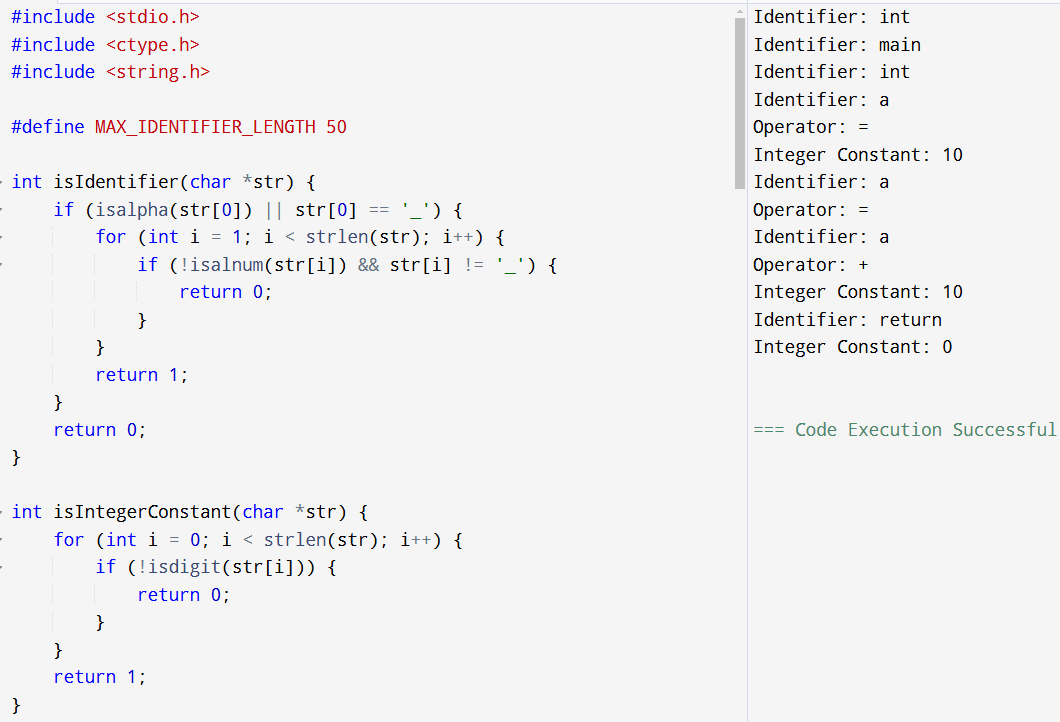 #include <stdio.h>
#include <ctype.h>
#include <string.h>

#define MAX_IDENTIFIER_LENGTH 50

int isIdentifier(char *str) {
    if (isalpha(str[0]) || str[0] == '_') {
        for (int i = 1; i < strlen(str); i++) {
            if (!isalnum(str[i]) && str[i] != '_') {
                return 0;
            }
        }
        return 1;
    }
    return 0;
}

int isIntegerConstant(char *str) {
    for (int i = 0; i < strlen(str); i++) {
        if (!isdigit(str[i])) {
            return 0;
        }
    }
    return 1;
}
Identifier: int
Identifier: main
Identifier: int
Identifier: a
Operator: =
Integer Constant: 10
Identifier: a
Operator: =
Identifier: a
Operator: +
Integer Constant: 10
Identifier: return
Integer Constant: 0

=== Code Execution Successful